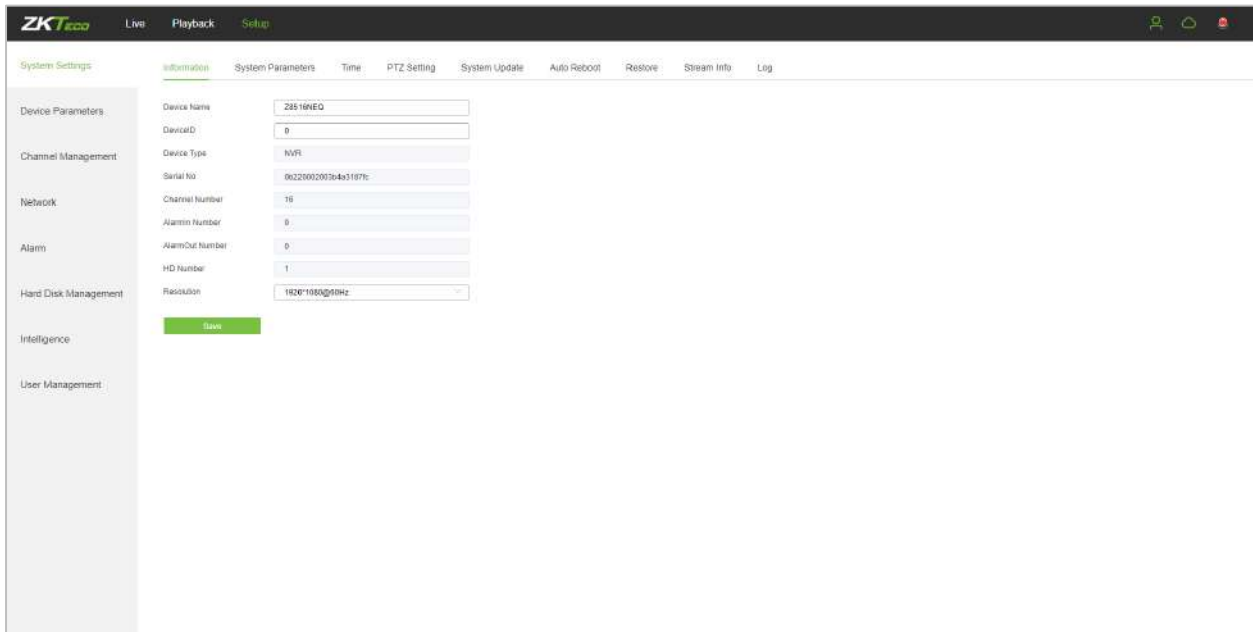 ZKTeco Live Playback Setup
System Settings
Information System Parameters Time PTZ Setting System Update Auto Reboot Restore Stream Info Log
Device Parameters
Channel Management
Network
Alarm
Hard Disk Management
Intelligence
User Management
Device Name Z8516NEQ
DeviceID 0
Device Type NVR
Serial No
Channel Number 16
AlarmIn Number 0
AlarmOut Number 0
HD Number 1
Resolution 1920*1080@60Hz
Save